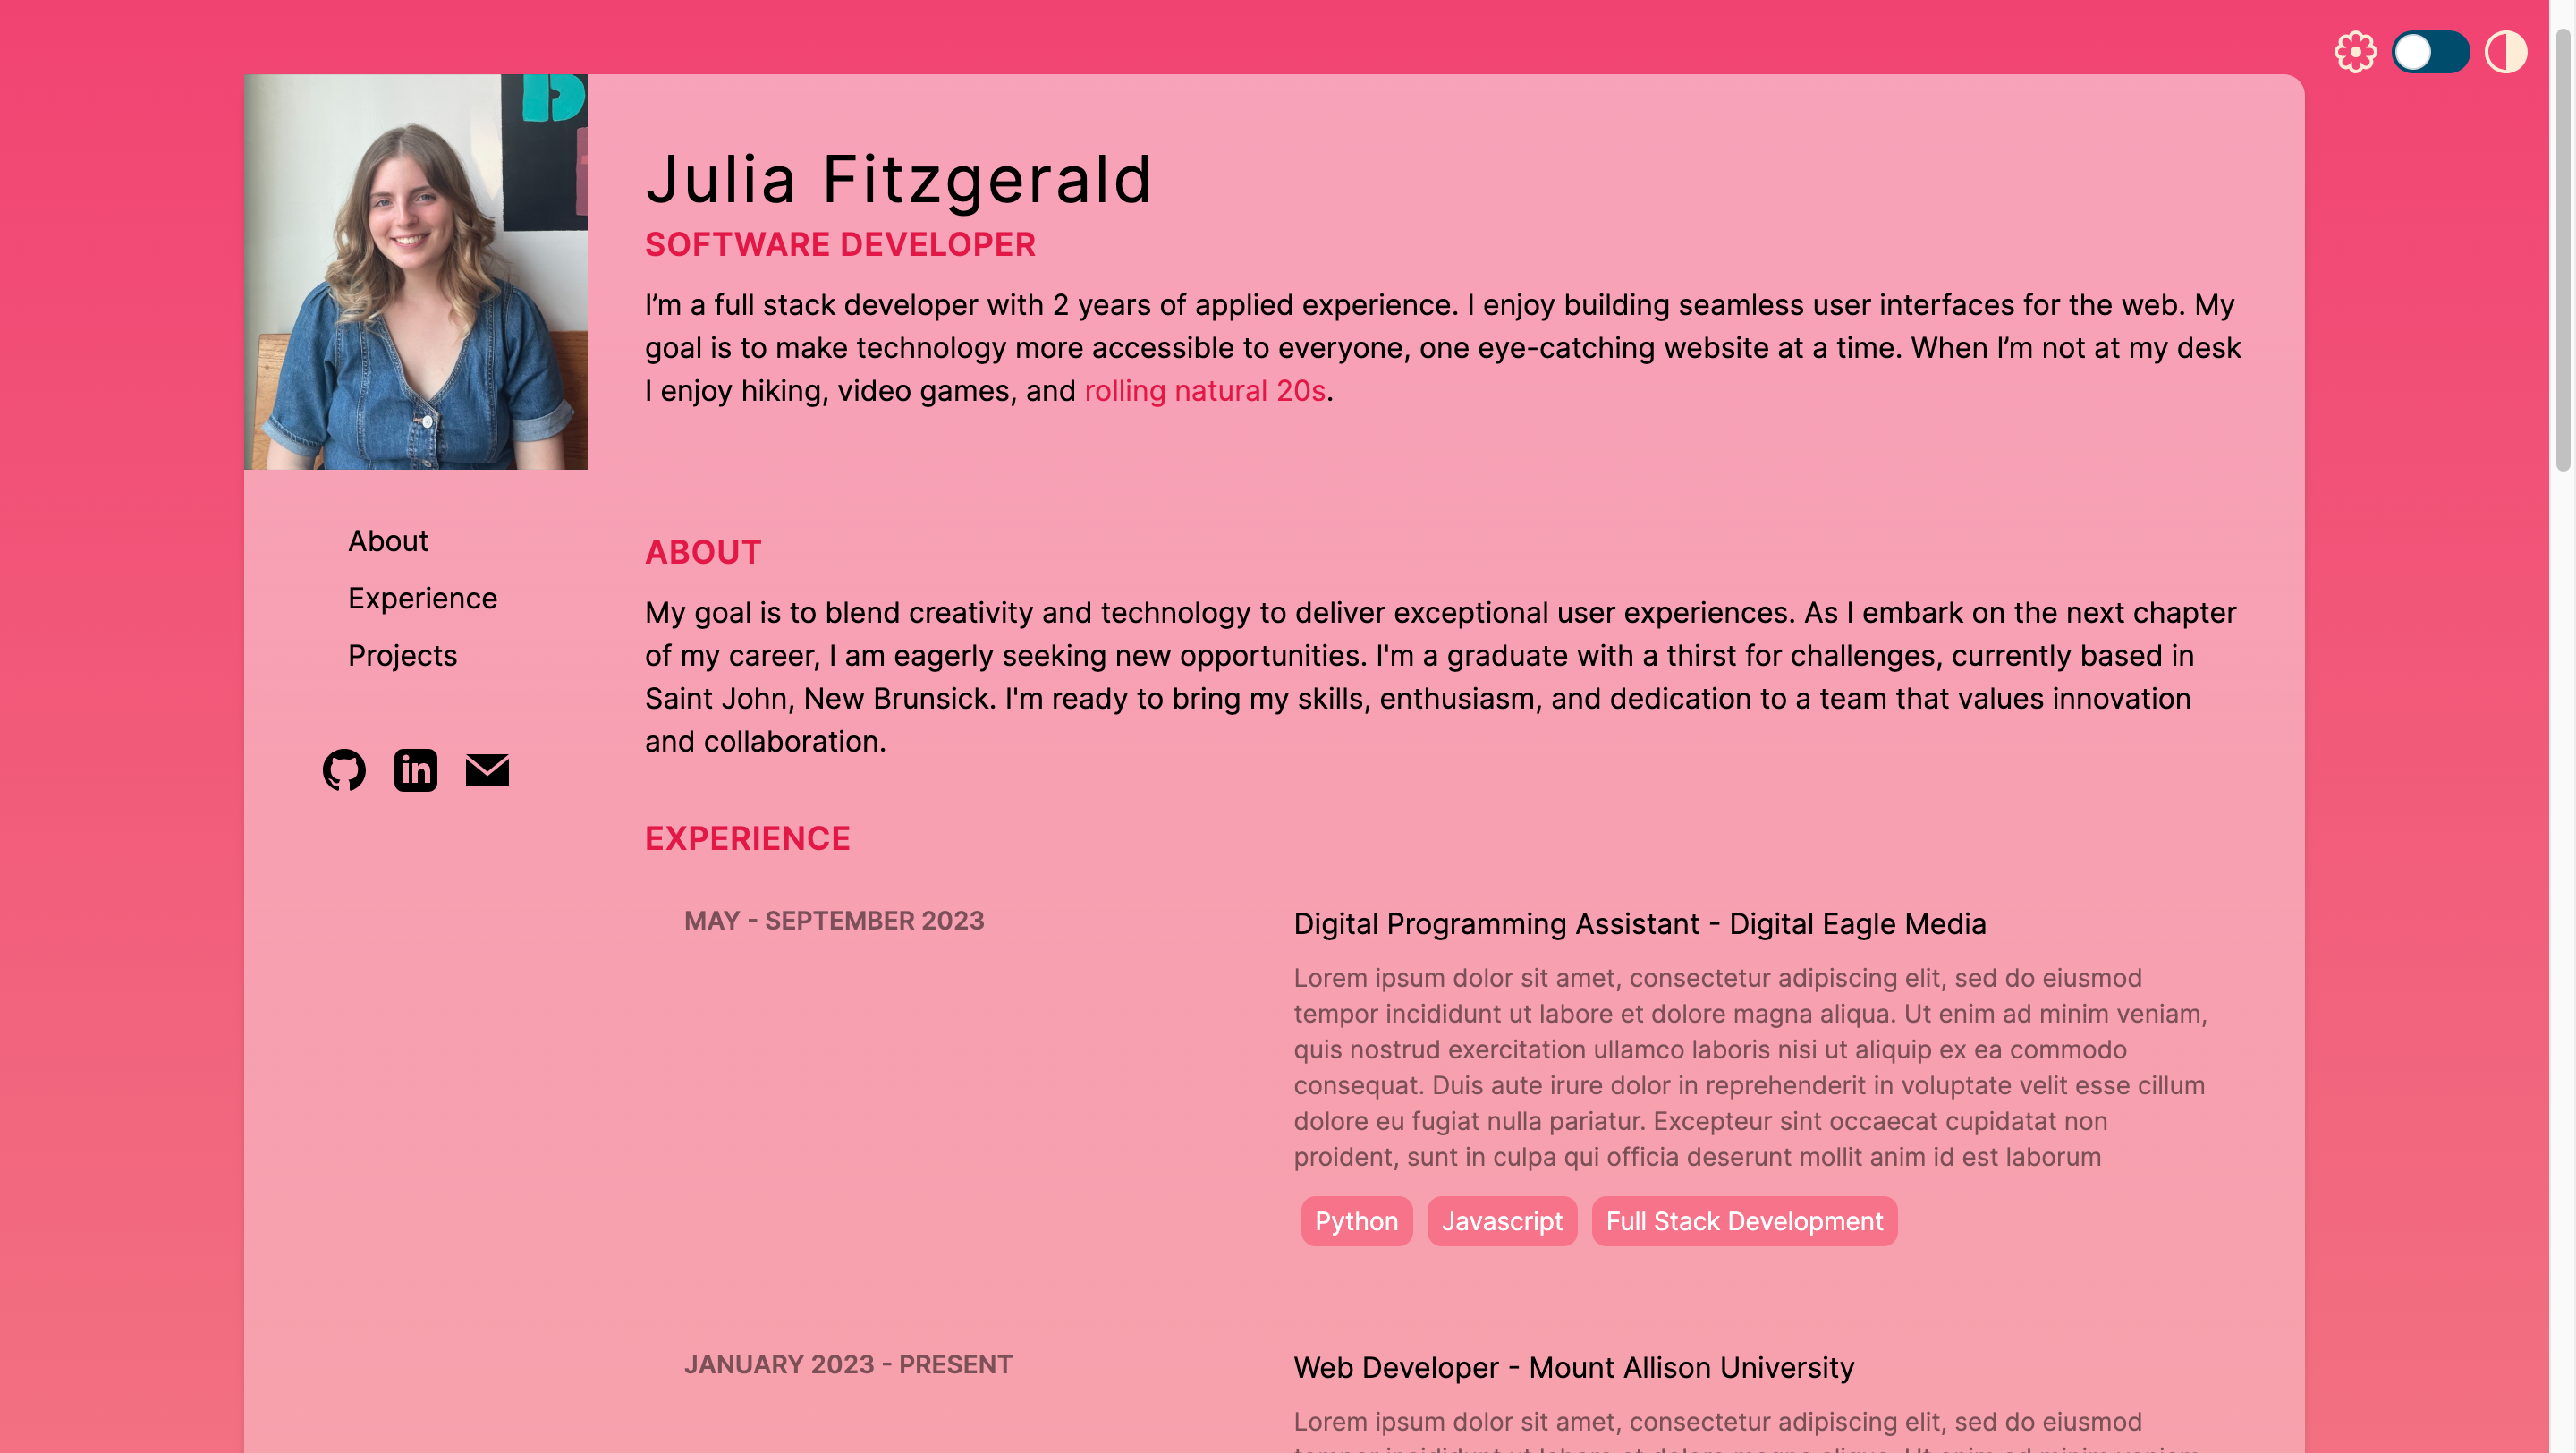 Julia Fitzgerald
SOFTWARE DEVELOPER
I’m a full stack developer with 2 years of applied experience. I enjoy building seamless user interfaces for the web. My
goal is to make technology more accessible to everyone, one eye-catching website at a time. When I’m not at my desk
I enjoy hiking, video games, and rolling natural 20s.
About
Experience
Projects
in
ABOUT
My goal is to blend creativity and technology to deliver exceptional user experiences. As I embark on the next chapter
of my career, I am eagerly seeking new opportunities. I'm a graduate with a thirst for challenges, currently based in
Saint John, New Brunsick. I'm ready to bring my skills, enthusiasm, and dedication to a team that values innovation
and collaboration.
EXPERIENCE
MAY - SEPTEMBER 2023
Digital Programming Assistant - Digital Eagle Media
Lorem ipsum dolor sit amet, consectetur adipiscing elit, sed do eiusmod
tempor incididunt ut labore et dolore magna aliqua. Ut enim ad minim veniam,
quis nostrud exercitation ullamco laboris nisi ut aliquip ex ea commodo
consequat. Duis aute irure dolor in reprehenderit in voluptate velit esse cillum
dolore eu fugiat nulla pariatur. Excepteur sint occaecat cupidatat non
proident, sunt in culpa qui officia deserunt mollit anim id est laborum
Python
Javascript
Full Stack Development
JANUARY 2023 - PRESENT
Web Developer - Mount Allison University
Lorem ipsum dolor sit amet, consectetur adipiscing elit, sed do eiusmod